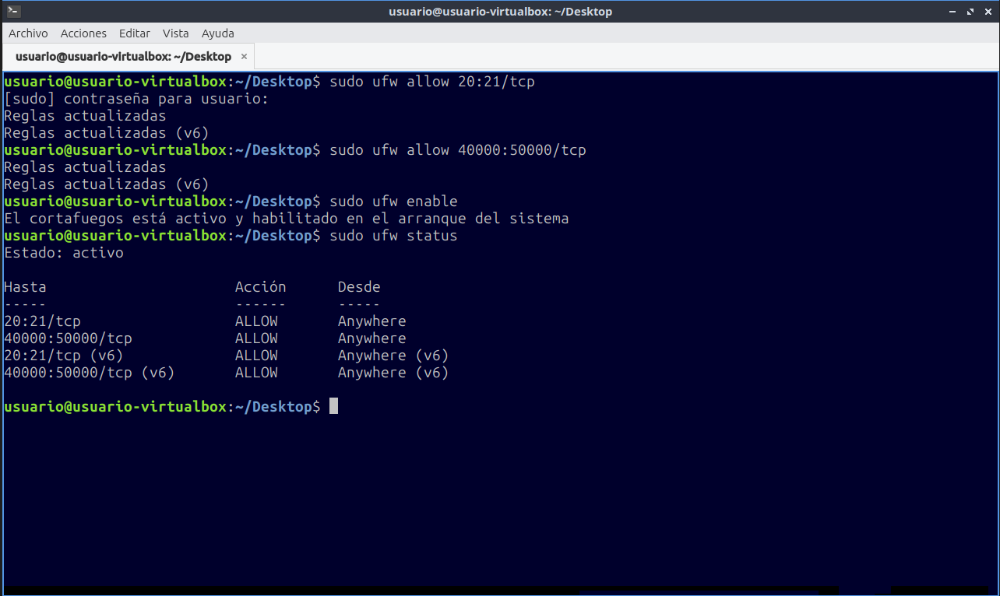 usuario@usuario-virtualbox: ~/Desktop
Archivo Acciones Editar Vista Ayuda
usuario@usuario-virtualbox: ~/Desktop ×
usuario@usuario-virtualbox:~/Desktop$ sudo ufw allow 20:21/tcp
[sudo] contraseña para usuario:
Reglas actualizadas
Reglas actualizadas (v6)
usuario@usuario-virtualbox:~/Desktop$ sudo ufw allow 40000:50000/tcp
Reglas actualizadas
Reglas actualizadas (v6)
usuario@usuario-virtualbox:~/Desktop$ sudo ufw enable
El cortafuegos está activo y habilitado en el arranque del sistema
usuario@usuario-virtualbox:~/Desktop$ sudo ufw status
Estado: activo
Hasta Acción Desde
----- ------ -----
20:21/tcp ALLOW Anywhere
40000:50000/tcp ALLOW Anywhere
20:21/tcp (v6) ALLOW Anywhere (v6)
40000:50000/tcp (v6) ALLOW Anywhere (v6)
usuario@usuario-virtualbox:~/Desktop$